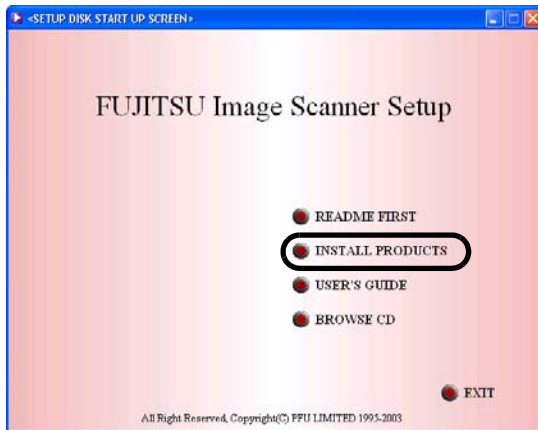 <SETUP DISK START UP SCREEN>
FUJITSU Image Scanner Setup
README FIRST
INSTALL PRODUCTS
USER'S GUIDE
BROWSE CD
EXIT
All Right Reserved, Copyright(C) PFU LIMITED 1995-2003